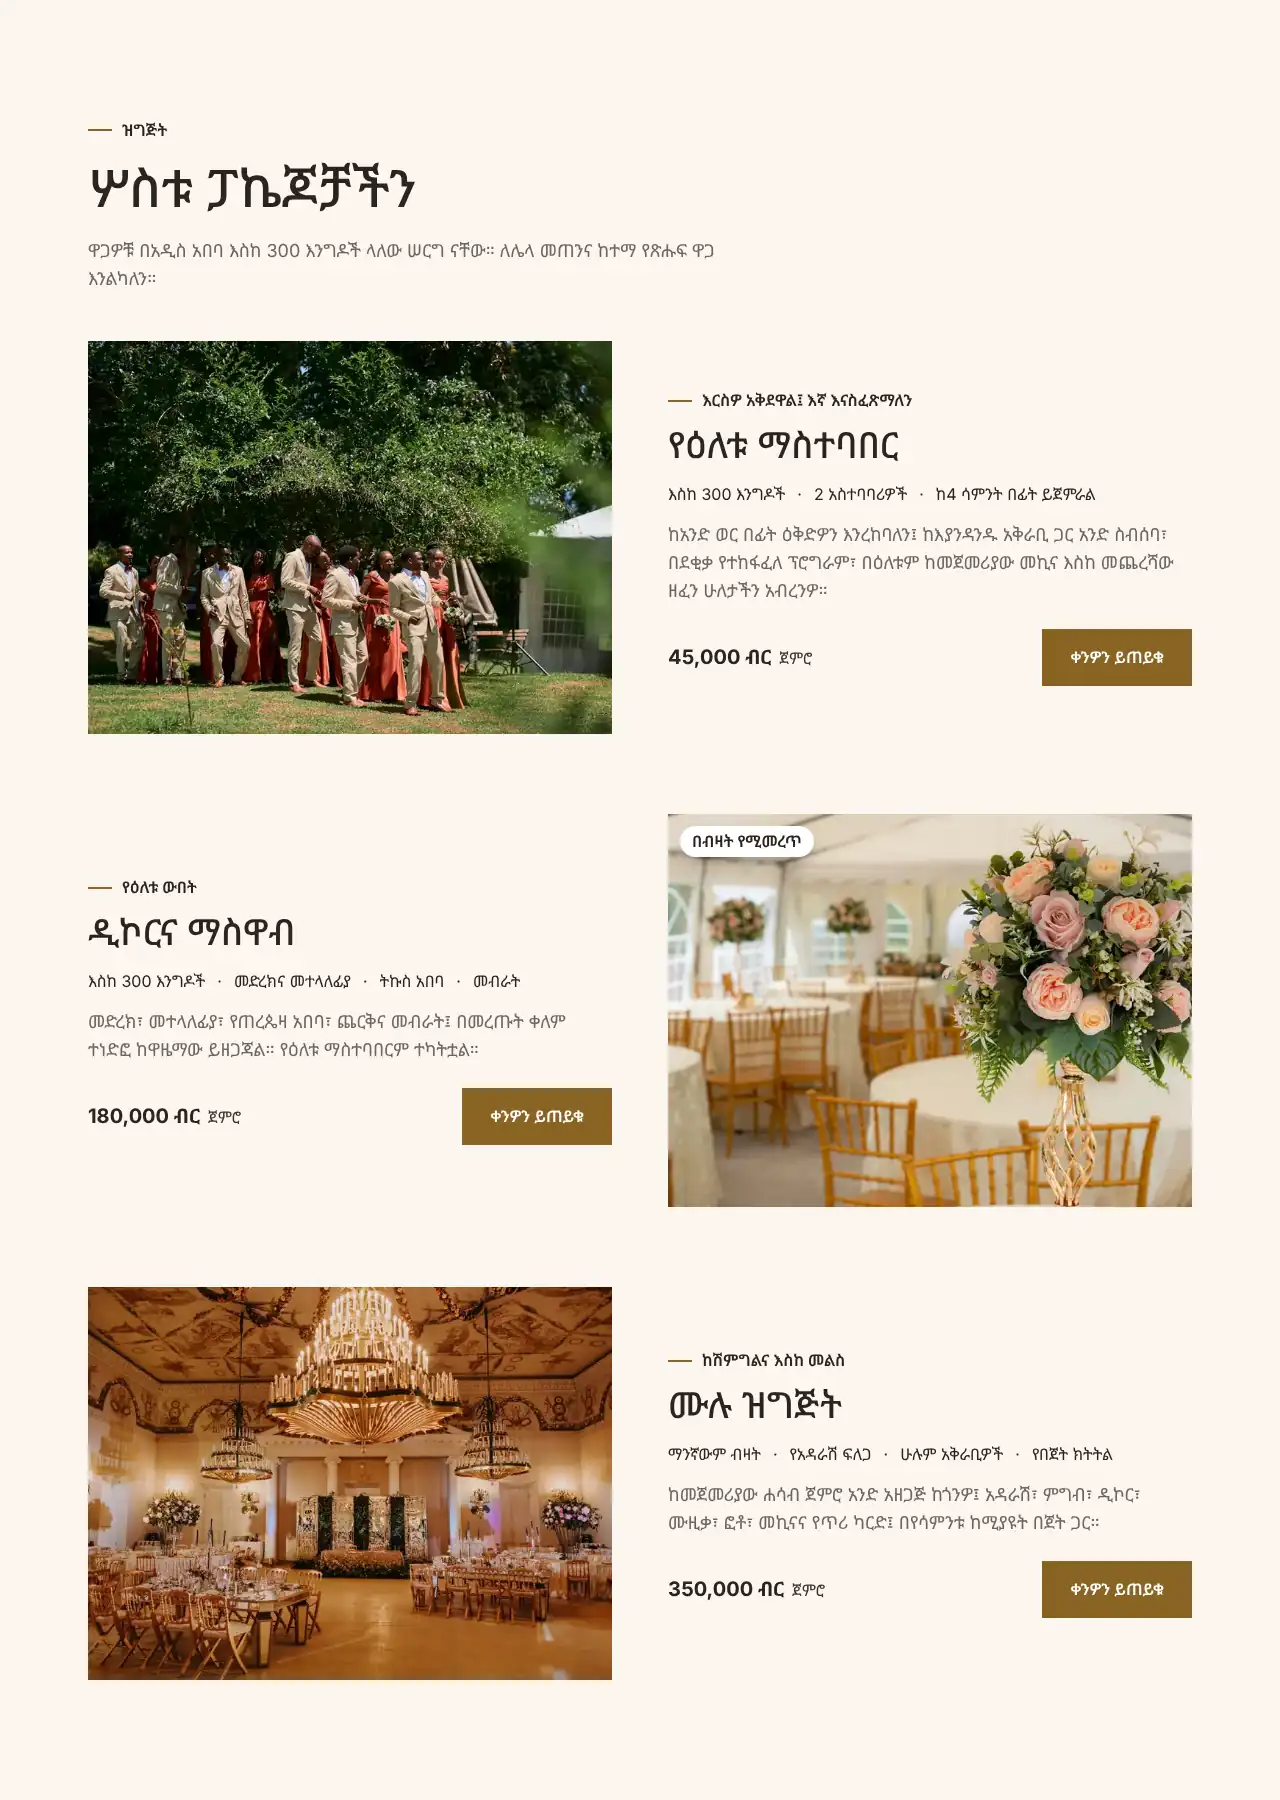 ዝግጅት
ሦስቱ ፓኬጆቻችን
ዋጋዎቹ በአዲስ አበባ እስከ 300 እንግዶች ላለው ሠርግ ናቸው። ለሌላ መጠንና ከተማ የጽሑፍ ዋጋ
እንልካለን።
እርስዎ አቅደዋል፤ እኛ እናስፈጽማለን
የዕለቱ ማስተባበር
እስከ 300 እንግዶች · 2 አስተባባሪዎች · ከ4 ሳምንት በፊት ይጀምራል
ከአንድ ወር በፊት ዕቅድዎን እንረከባለን፤ ከእያንዳንዱ አቅራቢ ጋር አንድ ስብሰባ፣
በደቂቃ የተከፋፈለ ፕሮግራም፣ በዕለቱም ከመጀመሪያው መኪና እስከ መጨረሻው
ዘፈን ሁለታችን አብረንዎ።
45,000 ብር ጀምሮ
ቀንዎን ይጠይቁ
በብዛት የሚመረጥ
የዕለቱ ውበት
ዲኮርና ማስዋብ
እስከ 300 እንግዶች · መድረክና መተላለፊያ · ትኩስ አበባ · መብራት
መድረክ፣ መተላለፊያ፣ የጠረጴዛ አበባ፣ ጨርቅና መብራት፤ በመረጡት ቀለም
ተነድፎ ከዋዜማው ይዘጋጃል። የዕለቱ ማስተባበርም ተካትቷል።
180,000 ብር ጀምሮ
ቀንዎን ይጠይቁ
ከሽምግልና እስከ መልስ
ሙሉ ዝግጅት
ማንኛውም ብዛት · የአዳራሽ ፍለጋ · ሁሉም አቅራቢዎች · የበጀት ክትትል
ከመጀመሪያው ሐሳብ ጀምሮ አንድ አዘጋጅ ከጎንዎ፤ አዳራሽ፣ ምግብ፣ ዲኮር፣
ሙዚቃ፣ ፎቶ፣ መኪናና የጥሪ ካርድ፤ በየሳምንቱ ከሚያዩት በጀት ጋር።
350,000 ብር ጀምሮ
ቀንዎን ይጠይቁ